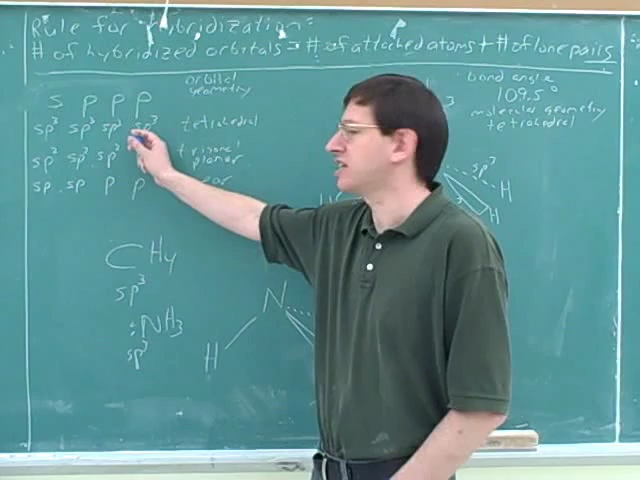 Rule for Hybridization:
# of hybridized orbitals = # of attached atoms + # of lone pairs
orbital
geometry
s p p p
sp³ sp³ sp³ sp³ tetrahedral
sp² sp² sp² trigonal
planar
sp sp p p
bond angle
109.5°
molecular geometry
tetrahedral
sp³
H
H
CH4
sp³
:NH3
sp³
N
H